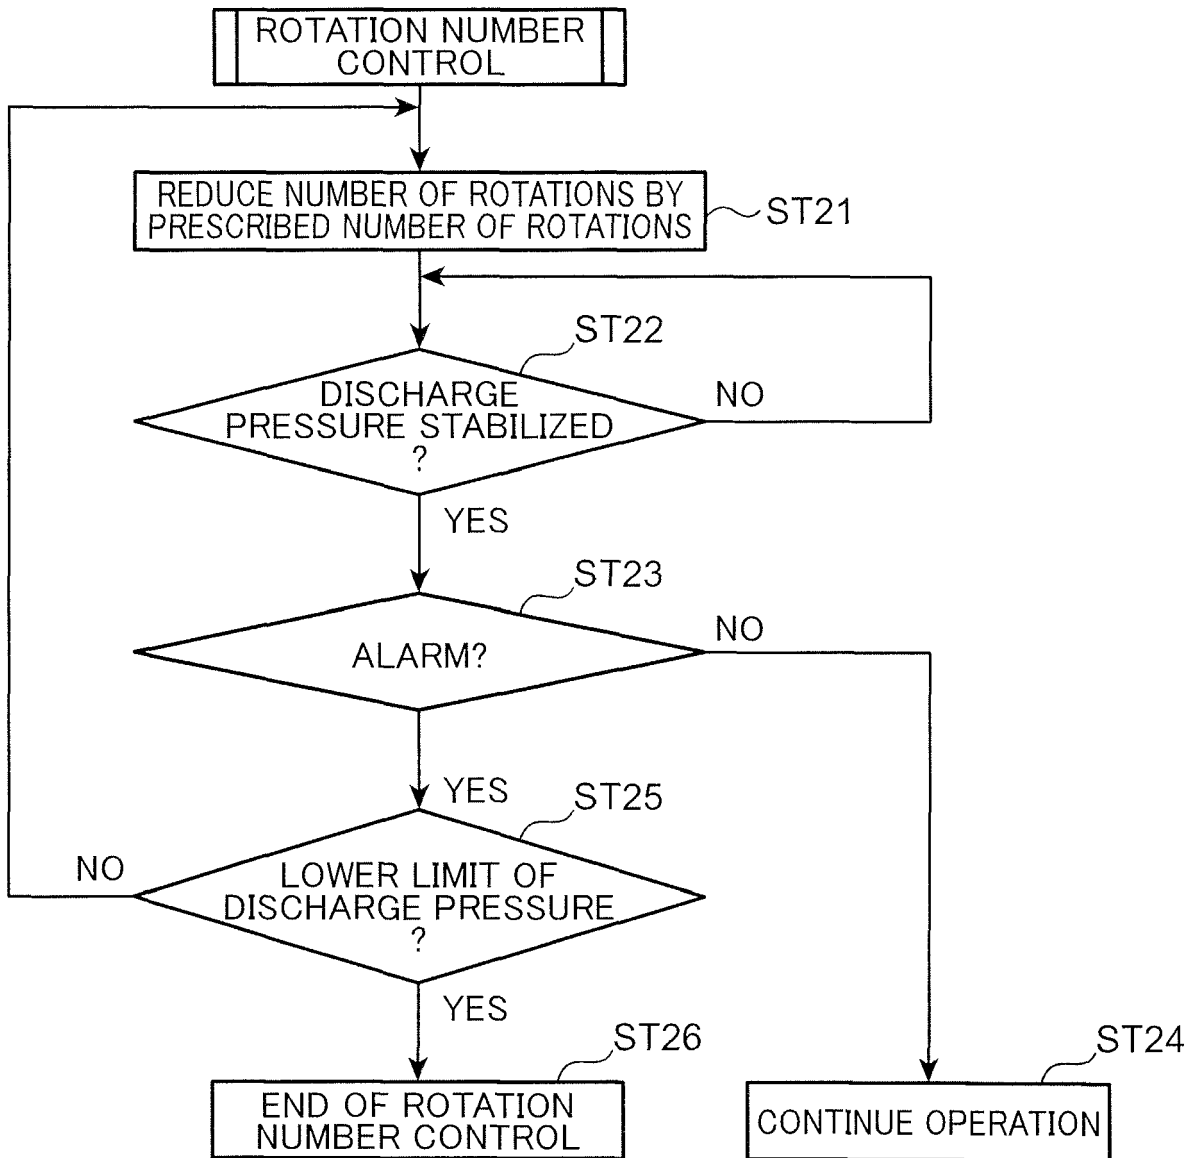 ROTATION NUMBER
CONTROL
REDUCE NUMBER OF ROTATIONS BY
PRESCRIBED NUMBER OF ROTATIONS
ST21
ST22
DISCHARGE
PRESSURE STABILIZED
?
NO
YES
ST23
ALARM?
NO
YES
ST25
LOWER LIMIT OF
DISCHARGE PRESSURE
?
NO
YES
ST26
END OF ROTATION
NUMBER CONTROL
ST24
CONTINUE OPERATION